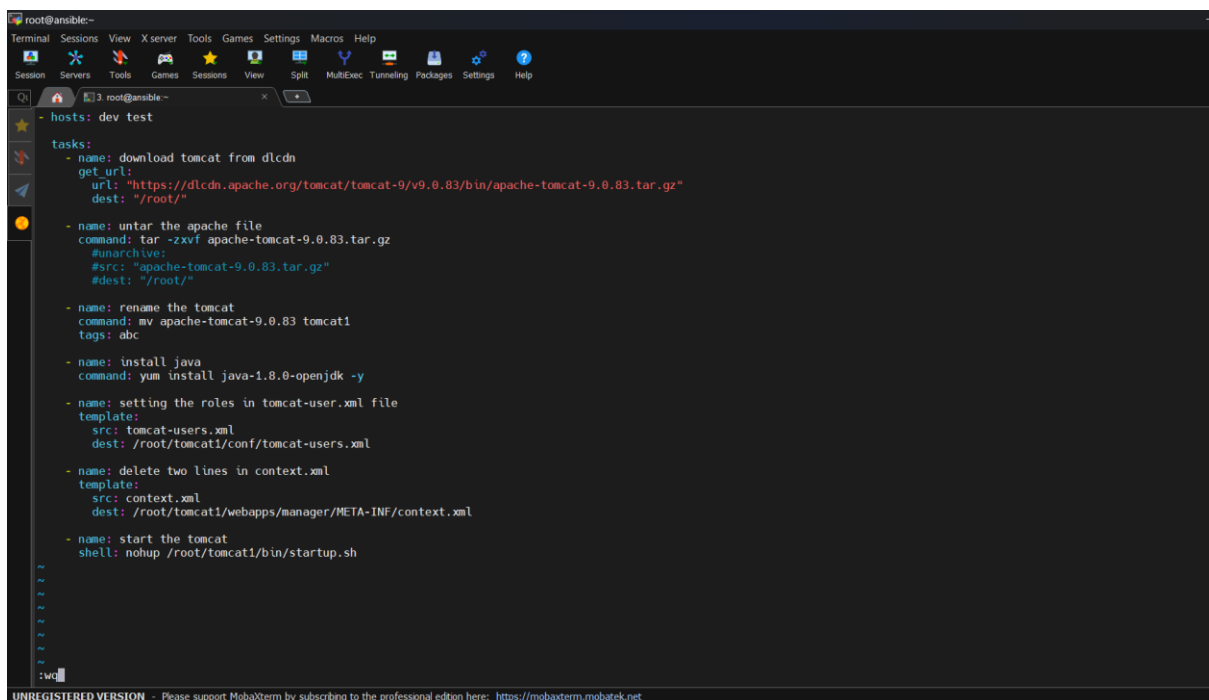 root@ansible:~
Terminal Sessions View X server Tools Games Settings Macros Help
Session Servers Tools Games Sessions View Split MultiExec Tunneling Packages Settings Help
3. root@ansible:~
- hosts: dev test
  tasks:
    - name: download tomcat from dlcdn
      get_url:
        url: "https://dlcdn.apache.org/tomcat/tomcat-9/v9.0.83/bin/apache-tomcat-9.0.83.tar.gz"
        dest: "/root/"
    - name: untar the apache file
      command: tar -zxvf apache-tomcat-9.0.83.tar.gz
        #unarchive:
        #src: "apache-tomcat-9.0.83.tar.gz"
        #dest: "/root/"
    - name: rename the tomcat
      command: mv apache-tomcat-9.0.83 tomcat1
      tags: abc
    - name: install java
      command: yum install java-1.8.0-openjdk -y
    - name: setting the roles in tomcat-user.xml file
      template:
        src: tomcat-users.xml
        dest: /root/tomcat1/conf/tomcat-users.xml
    - name: delete two lines in context.xml
      template:
        src: context.xml
        dest: /root/tomcat1/webapps/manager/META-INF/context.xml
    - name: start the tomcat
      shell: nohup /root/tomcat1/bin/startup.sh
~
~
~
~
~
~
~
~
:wq
UNREGISTERED VERSION - Please support MobaXterm by subscribing to the professional edition here: https://mobaxterm.mobatek.net